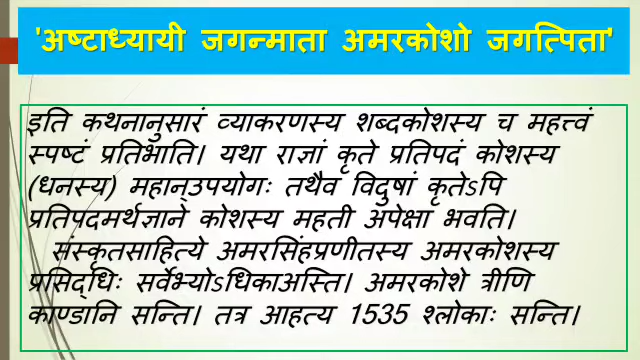 'अष्टाध्यायी जगन्माता अमरकोशो जगत्पिता'
इति कथनानुसारं व्याकरणस्य शब्दकोशस्य च महत्त्वं
स्पष्टं प्रतिभाति। यथा राज्ञां कृते प्रतिपदं कोशस्य
(धनस्य) महान्उपयोगः तथैव विदुषां कृतेऽपि
प्रतिपदमर्थज्ञाने कोशस्य महती अपेक्षा भवति।
संस्कृतसाहित्ये अमरसिंहप्रणीतस्य अमरकोशस्य
प्रसिद्धिः सर्वेभ्योऽधिकाअस्ति। अमरकोशे त्रीणि
काण्डानि सन्ति। तत्र आहत्य 1535 श्लोकाः सन्ति।